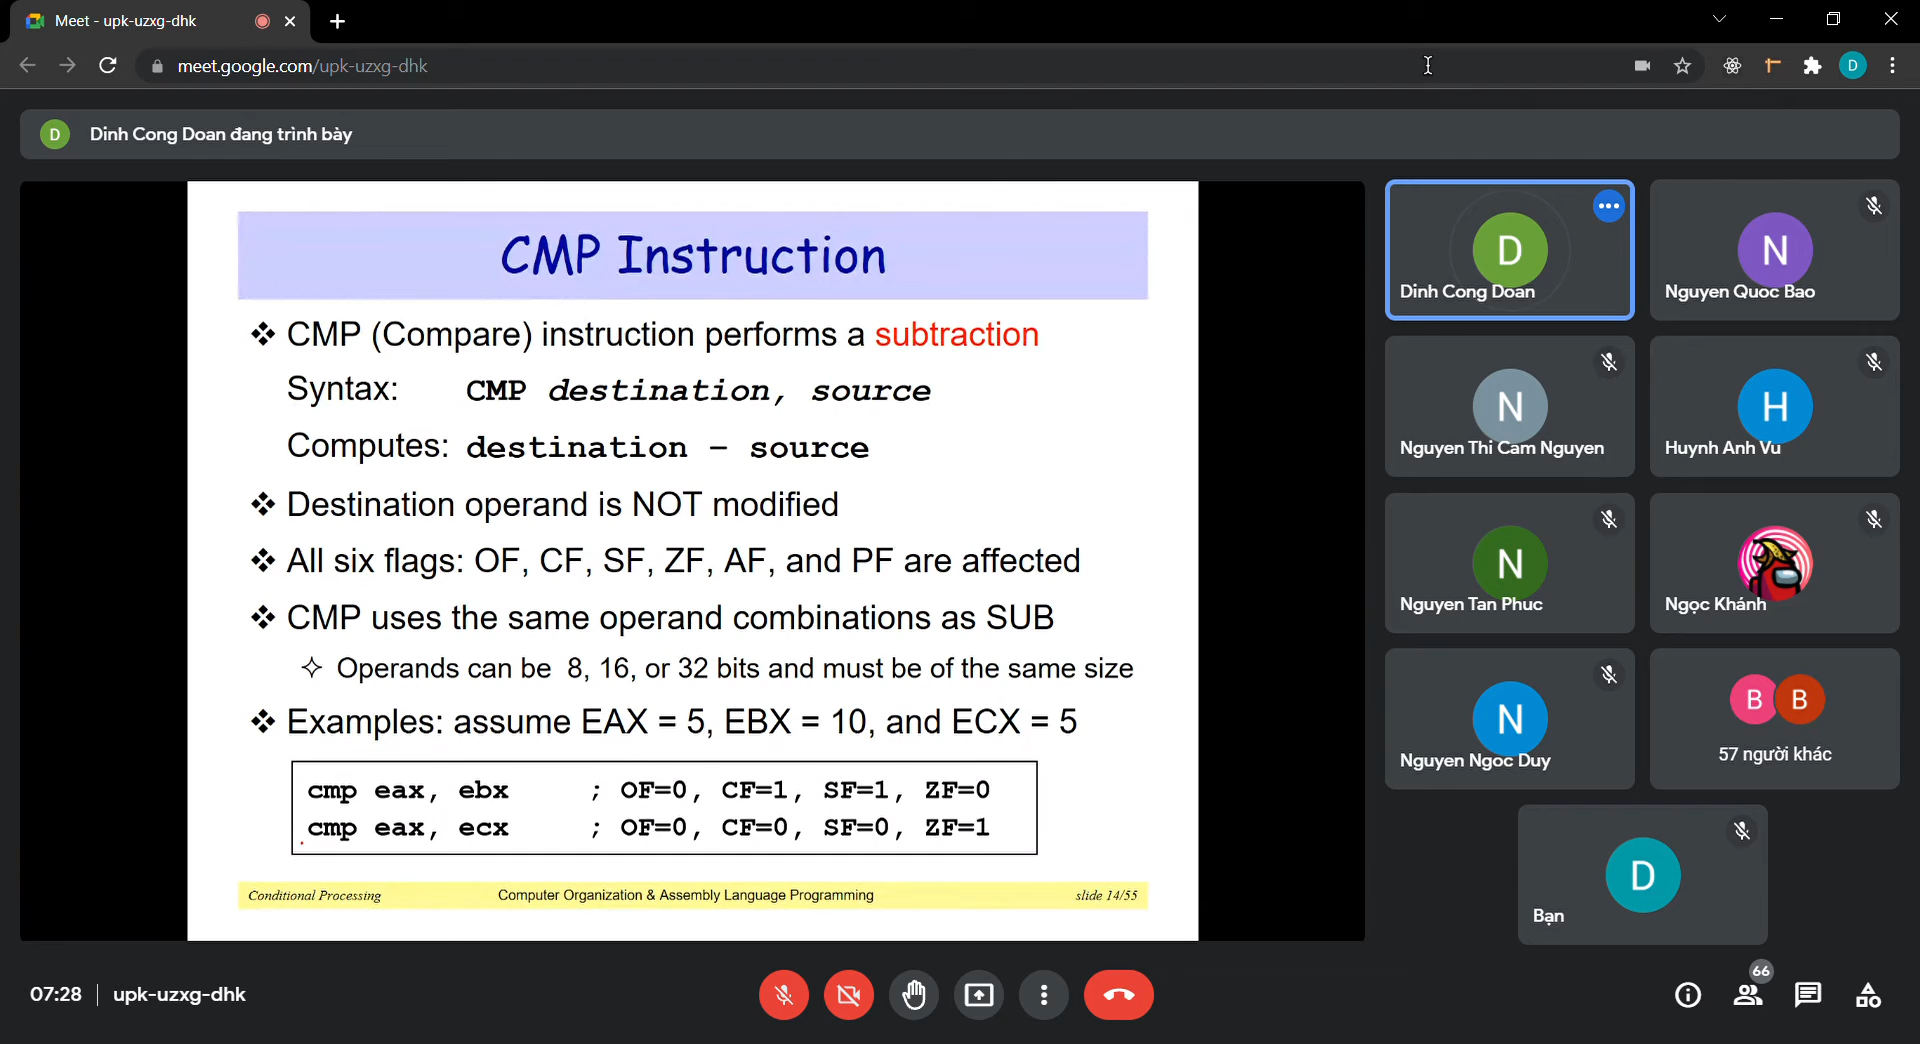 Meet - upk-uzxg-dhk
meet.google.com/upk-uzxg-dhk
D
D
Dinh Cong Doan đang trình bày
CMP Instruction
CMP (Compare) instruction performs a subtraction
Syntax: CMP destination, source
Computes: destination – source
Destination operand is NOT modified
All six flags: OF, CF, SF, ZF, AF, and PF are affected
CMP uses the same operand combinations as SUB
Operands can be 8, 16, or 32 bits and must be of the same size
Examples: assume EAX = 5, EBX = 10, and ECX = 5
cmp eax, ebx ; OF=0, CF=1, SF=1, ZF=0
cmp eax, ecx ; OF=0, CF=0, SF=0, ZF=1
Conditional Processing Computer Organization & Assembly Language Programming slide 14/55
D
Dinh Cong Doan
N
Nguyen Quoc Bao
N
Nguyen Thi Cam Nguyen
H
Huynh Anh Vu
N
Nguyen Tan Phuc
Ngọc Khánh
N
Nguyen Ngoc Duy
B B
57 người khác
D
Bạn
07:28 upk-uzxg-dhk
66